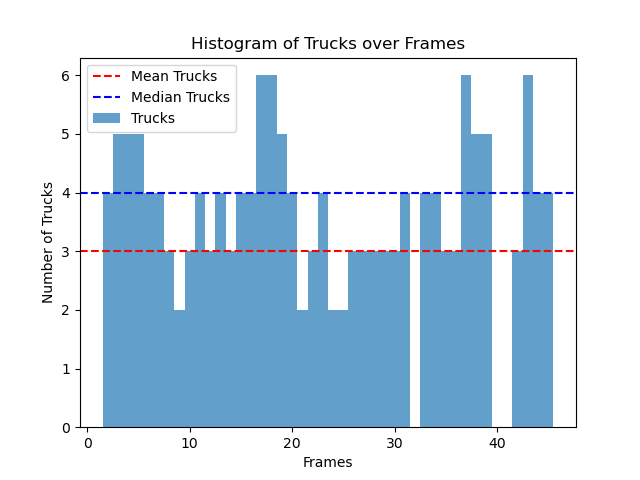 Histogram of Trucks over Frames
Mean Trucks
Median Trucks
Trucks
Number of Trucks
6
5
4
3
2
1
0
0 10 20 30 40
Frames